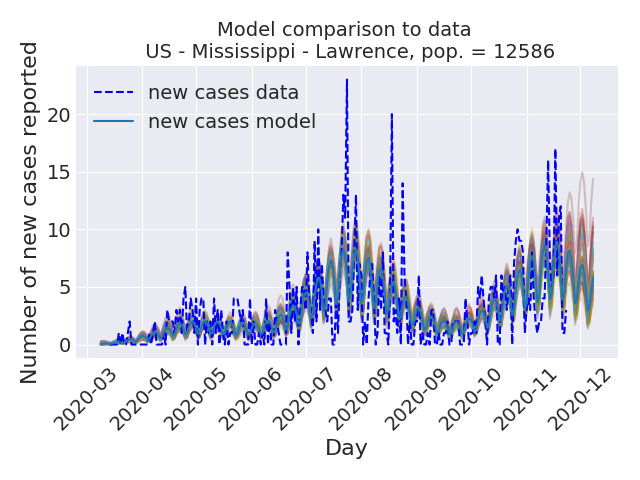 Model comparison to data
US - Mississippi - Lawrence, pop. = 12586
Number of new cases reported
20
15
10
5
0
new cases data
new cases model
2020-03
2020-04
2020-05
2020-06
2020-07
2020-08
2020-09
2020-10
2020-11
2020-12
Day